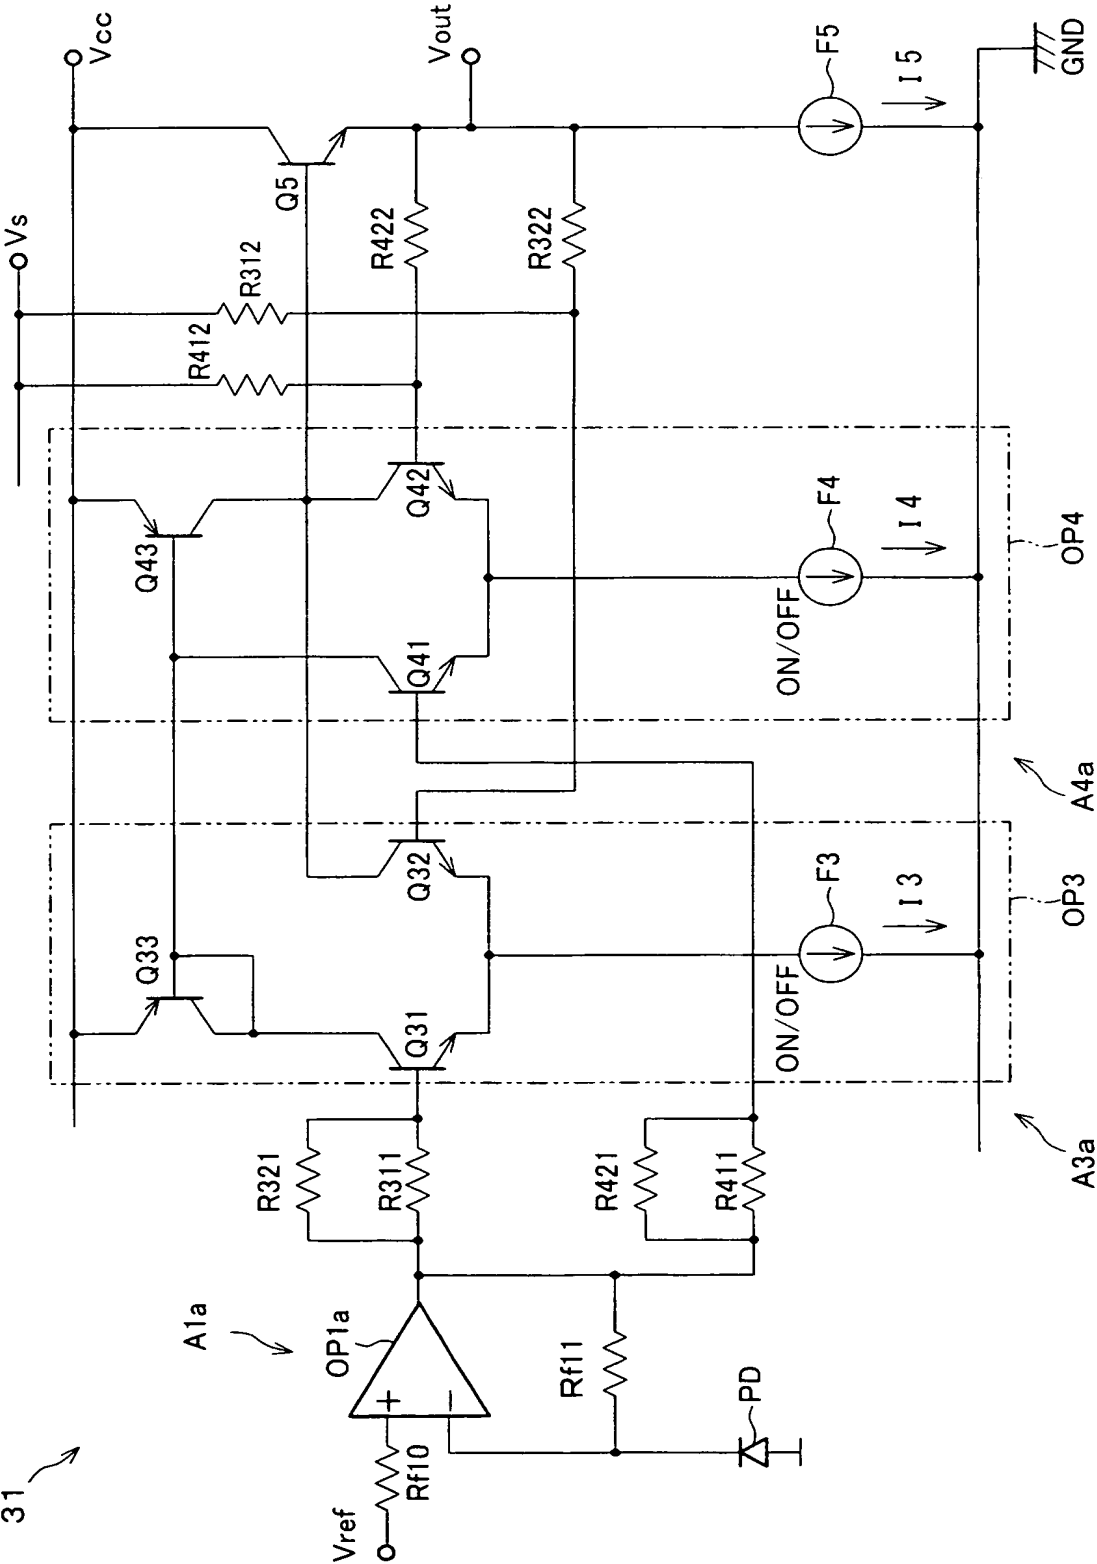 31
Vcc
Vs
Vout
GND
Q5
R422
R322
R312
R412
F5
I5
Q43
Q42
Q41
F4
I4
ON/OFF
OP4
A4a
Q33
Q32
Q31
F3
I3
ON/OFF
OP3
A3a
R321
R311
R421
R411
A1a
OP1a
+
−
Rf11
PD
Rf10
Vref